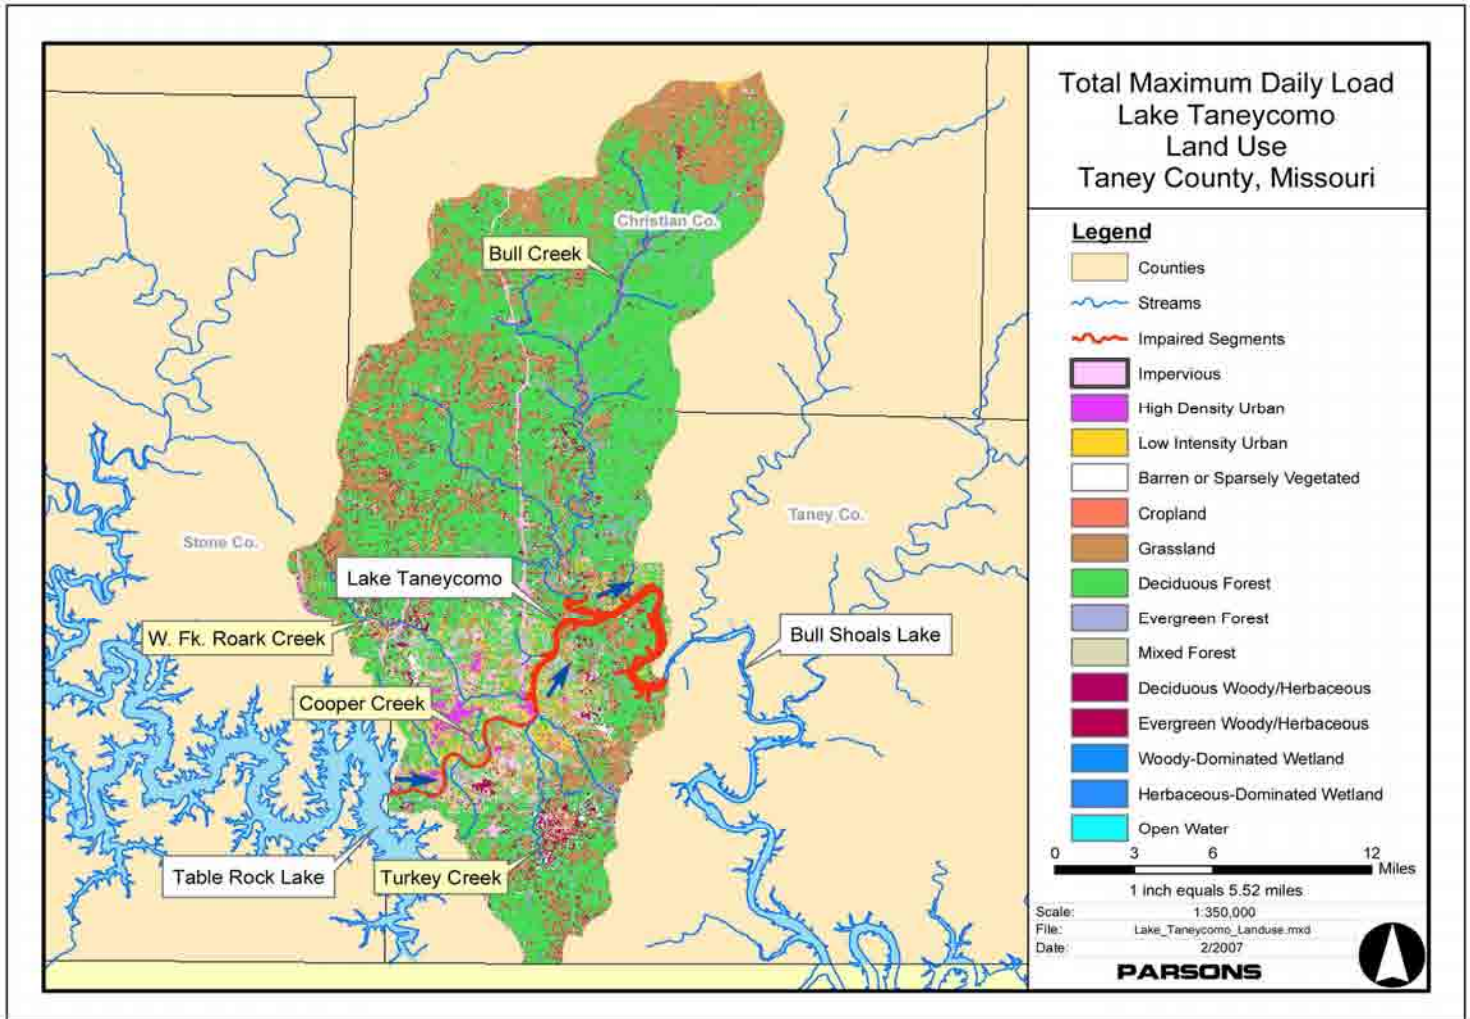 Total Maximum Daily Load
Lake Taneycomo
Land Use
Taney County, Missouri
Legend
Counties
Streams
Impaired Segments
Impervious
High Density Urban
Low Intensity Urban
Barren or Sparsely Vegetated
Cropland
Grassland
Deciduous Forest
Evergreen Forest
Mixed Forest
Deciduous Woody/Herbaceous
Evergreen Woody/Herbaceous
Woody-Dominated Wetland
Herbaceous-Dominated Wetland
Open Water
0 3 6 12
Miles
1 inch equals 5.52 miles
Scale: 1:350,000
File: Lake_Taneycomo_Landuse.mxd
Date: 2/2007
PARSONS
Christian Co.
Bull Creek
Taney Co.
Stone Co.
Lake Taneycomo
W. Fk. Roark Creek
Bull Shoals Lake
Cooper Creek
Table Rock Lake
Turkey Creek